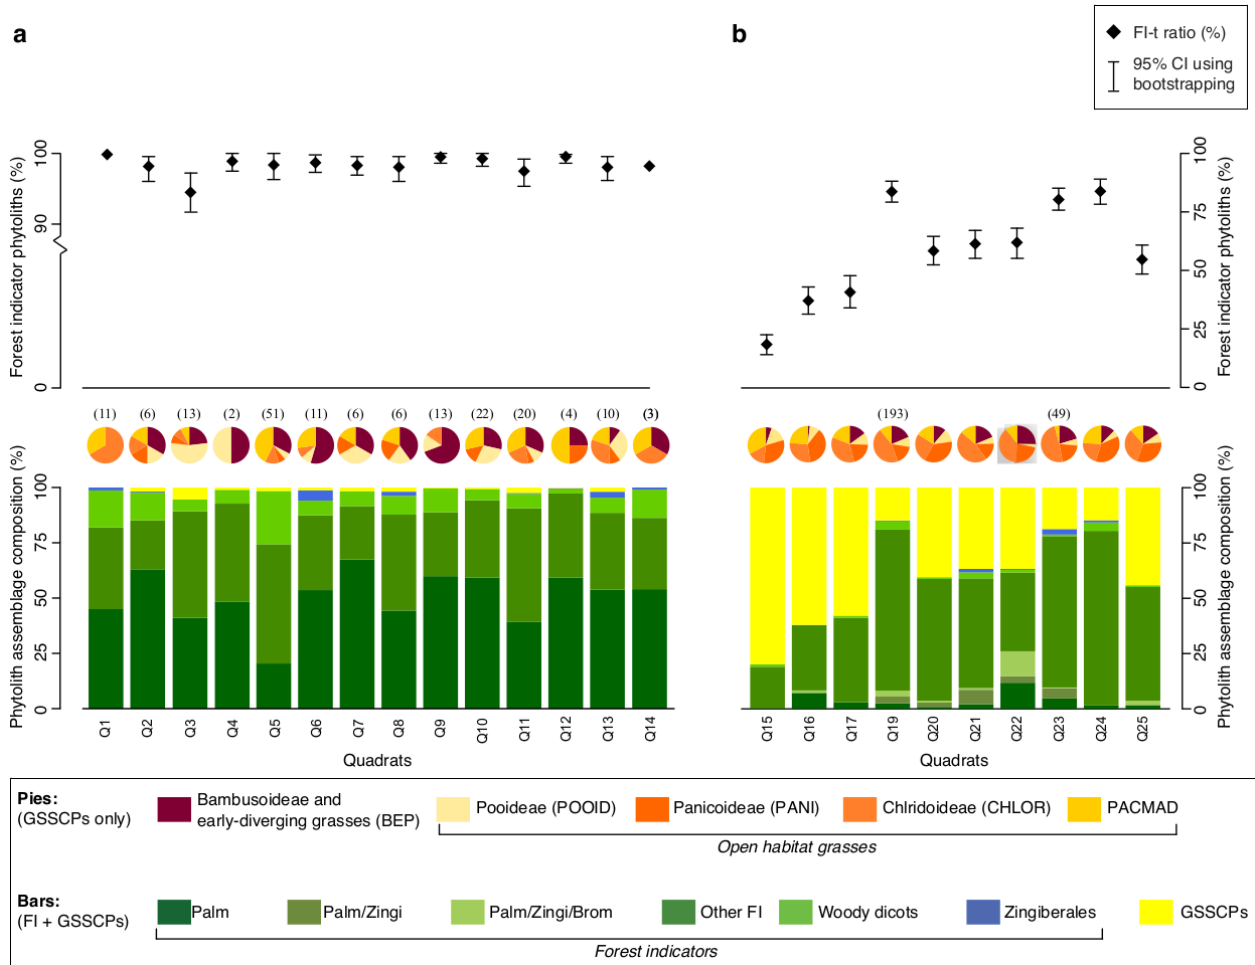 a
b
FI-t ratio (%)
95% CI using
bootstrapping
Forest indicator phytoliths (%)
100
90
0
100
75
50
25
0
Forest indicator phytoliths (%)
(11) (6) (13) (2) (51) (11) (6) (6) (13) (22) (20) (4) (10) (3)
(193) (49)
Phytolith assemblage composition (%)
100
75
50
25
0
100
75
50
25
0
Phytolith assemblage composition (%)
Q1 Q2 Q3 Q4 Q5 Q6 Q7 Q8 Q9 Q10 Q11 Q12 Q13 Q14
Q15 Q16 Q17 Q19 Q20 Q21 Q22 Q23 Q24 Q25
Quadrats
Quadrats
Pies:
(GSSCPs only)
Bambusoideae and
early-diverging grasses (BEP)
Pooideae (POOID)
Panicoideae (PANI)
Chlridoideae (CHLOR)
PACMAD
Open habitat grasses
Bars:
(FI + GSSCPs)
Palm
Palm/Zingi
Palm/Zingi/Brom
Other FI
Woody dicots
Zingiberales
GSSCPs
Forest indicators